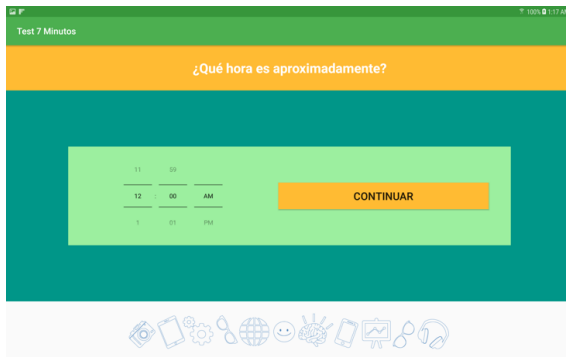 100% 1:17 AM
Test 7 Minutos
¿Qué hora es aproximadamente?
11 59
12 : 00 AM
1 01 PM
CONTINUAR